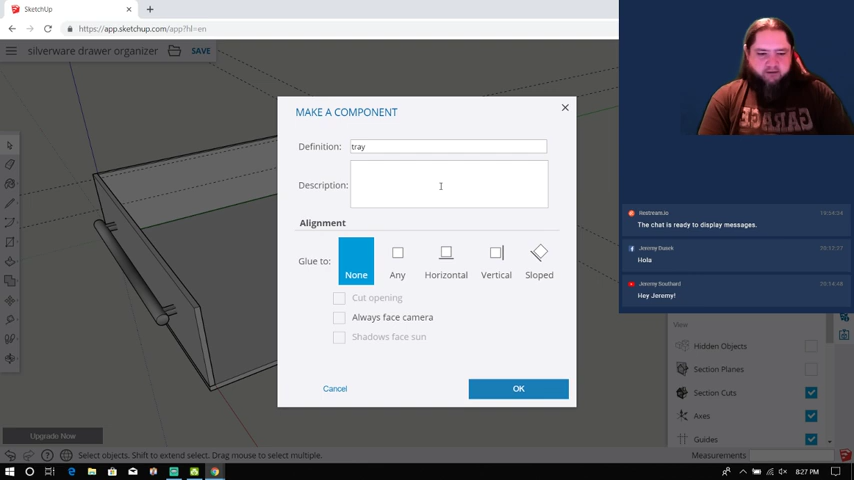 SketchUp
https://app.sketchup.com/app?hl=en
silverware drawer organizer
SAVE
MAKE A COMPONENT
Definition:
tray
Description:
Alignment
Glue to:
None
Any
Horizontal
Vertical
Sloped
Cut opening
Always face camera
Shadows face sun
Cancel
OK
GARAGE
Restream.io
The chat is ready to display messages.
Hola
Jeremy Southard
Hey Jeremy!
View
Hidden Objects
Section Planes
Section Cuts
Axes
Guides
Upgrade Now
Select objects. Shift to extend select. Drag mouse to select multiple.
Measurements
8:27 PM